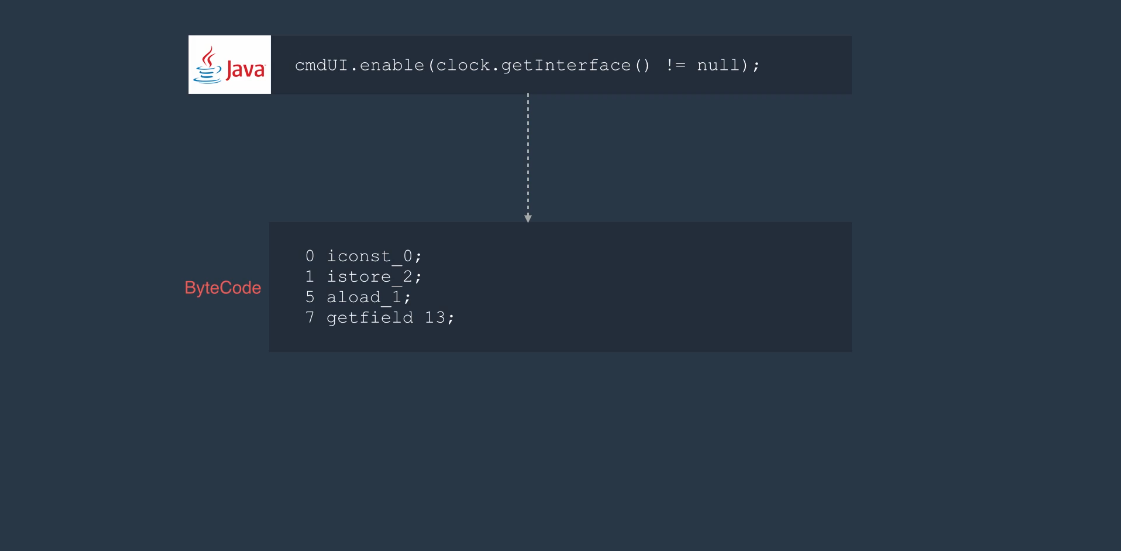 Java
cmdUI.enable(clock.getInterface() != null);
ByteCode
0 iconst_0;
1 istore_2;
5 aload_1;
7 getfield 13;